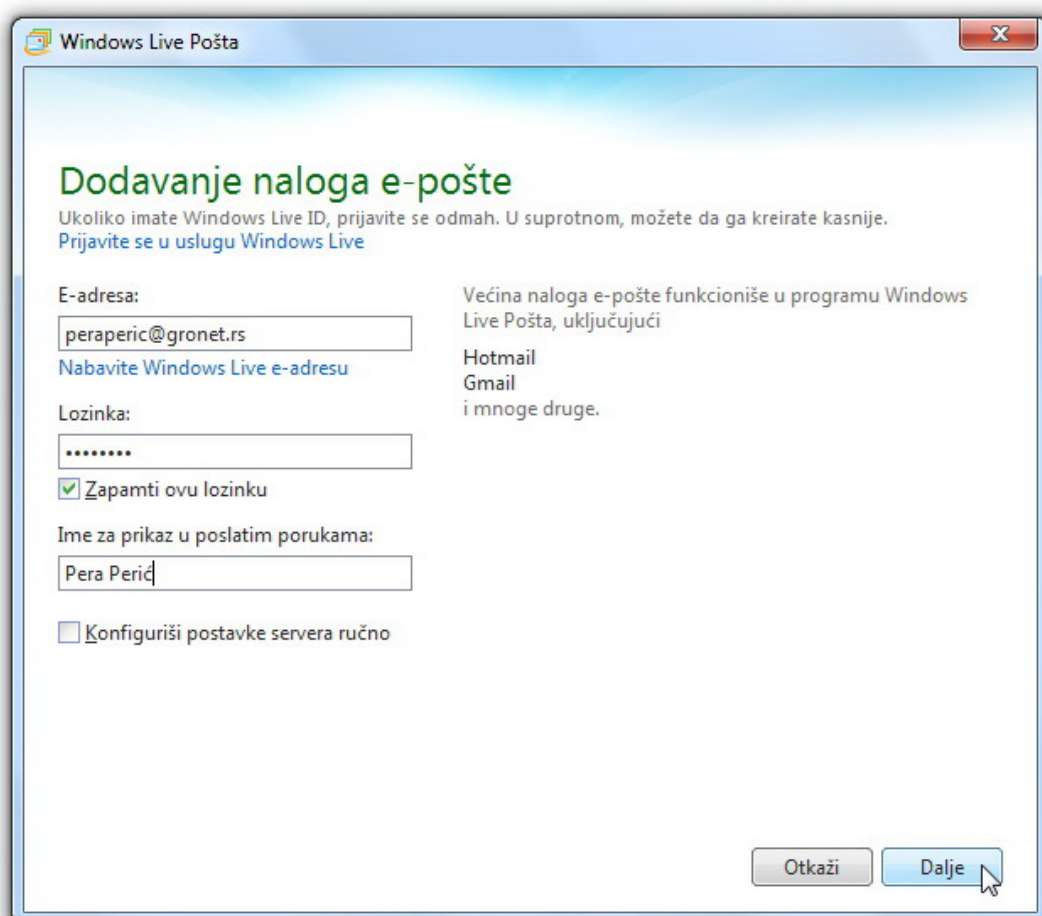 Windows Live Pošta
Dodavanje naloga e-pošte
Ukoliko imate Windows Live ID, prijavite se odmah. U suprotnom, možete da ga kreirate kasnije.
Prijavite se u uslugu Windows Live
E-adresa:
peraperic@gronet.rs
Nabavite Windows Live e-adresu
Lozinka:
••••••••
Zapamti ovu lozinku
Ime za prikaz u poslatim porukama:
Pera Perić
Konfiguriši postavke servera ručno
Većina naloga e-pošte funkcioniše u programu Windows
Live Pošta, uključujući
Hotmail
Gmail
i mnoge druge.
Otkaži
Dalje